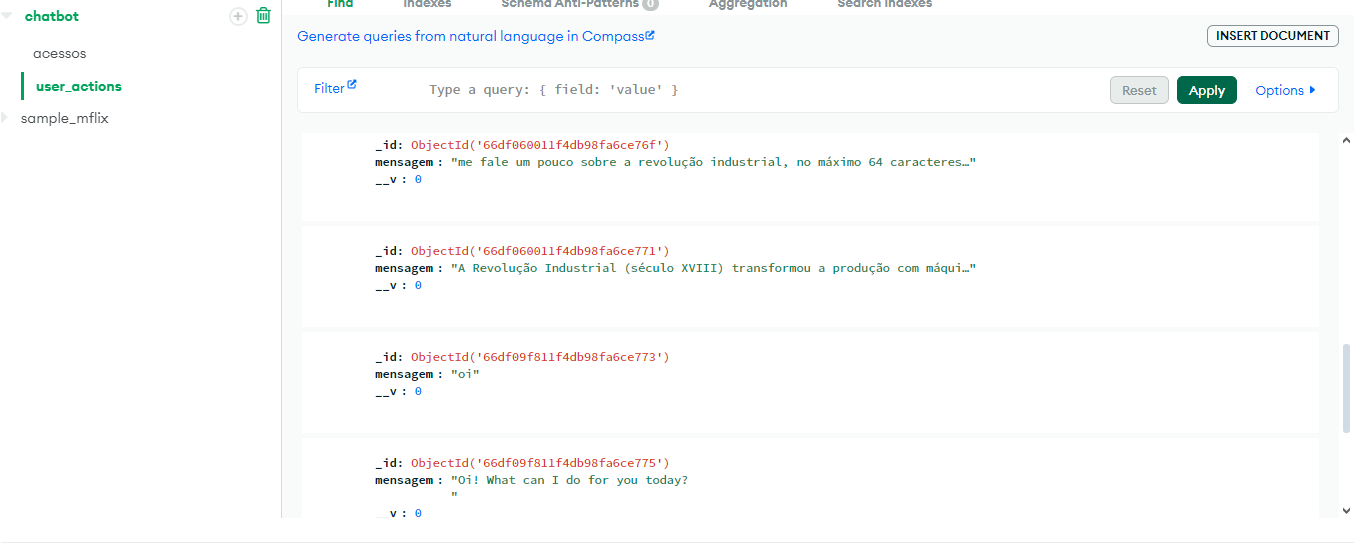 chatbot
acessos
user_actions
sample_mflix
Find Indexes Schema Anti-Patterns 0 Aggregation Search Indexes
Generate queries from natural language in Compass
INSERT DOCUMENT
Filter Type a query: { field: 'value' } Reset Apply Options
_id: ObjectId('66df060011f4db98fa6ce76f')
mensagem: "me fale um pouco sobre a revolução industrial, no máximo 64 caracteres…"
__v: 0
_id: ObjectId('66df060011f4db98fa6ce771')
mensagem: "A Revolução Industrial (século XVIII) transformou a produção com máqui…"
__v: 0
_id: ObjectId('66df09f811f4db98fa6ce773')
mensagem: "oi"
__v: 0
_id: ObjectId('66df09f811f4db98fa6ce775')
mensagem: "Oi! What can I do for you today?
"
__v: 0